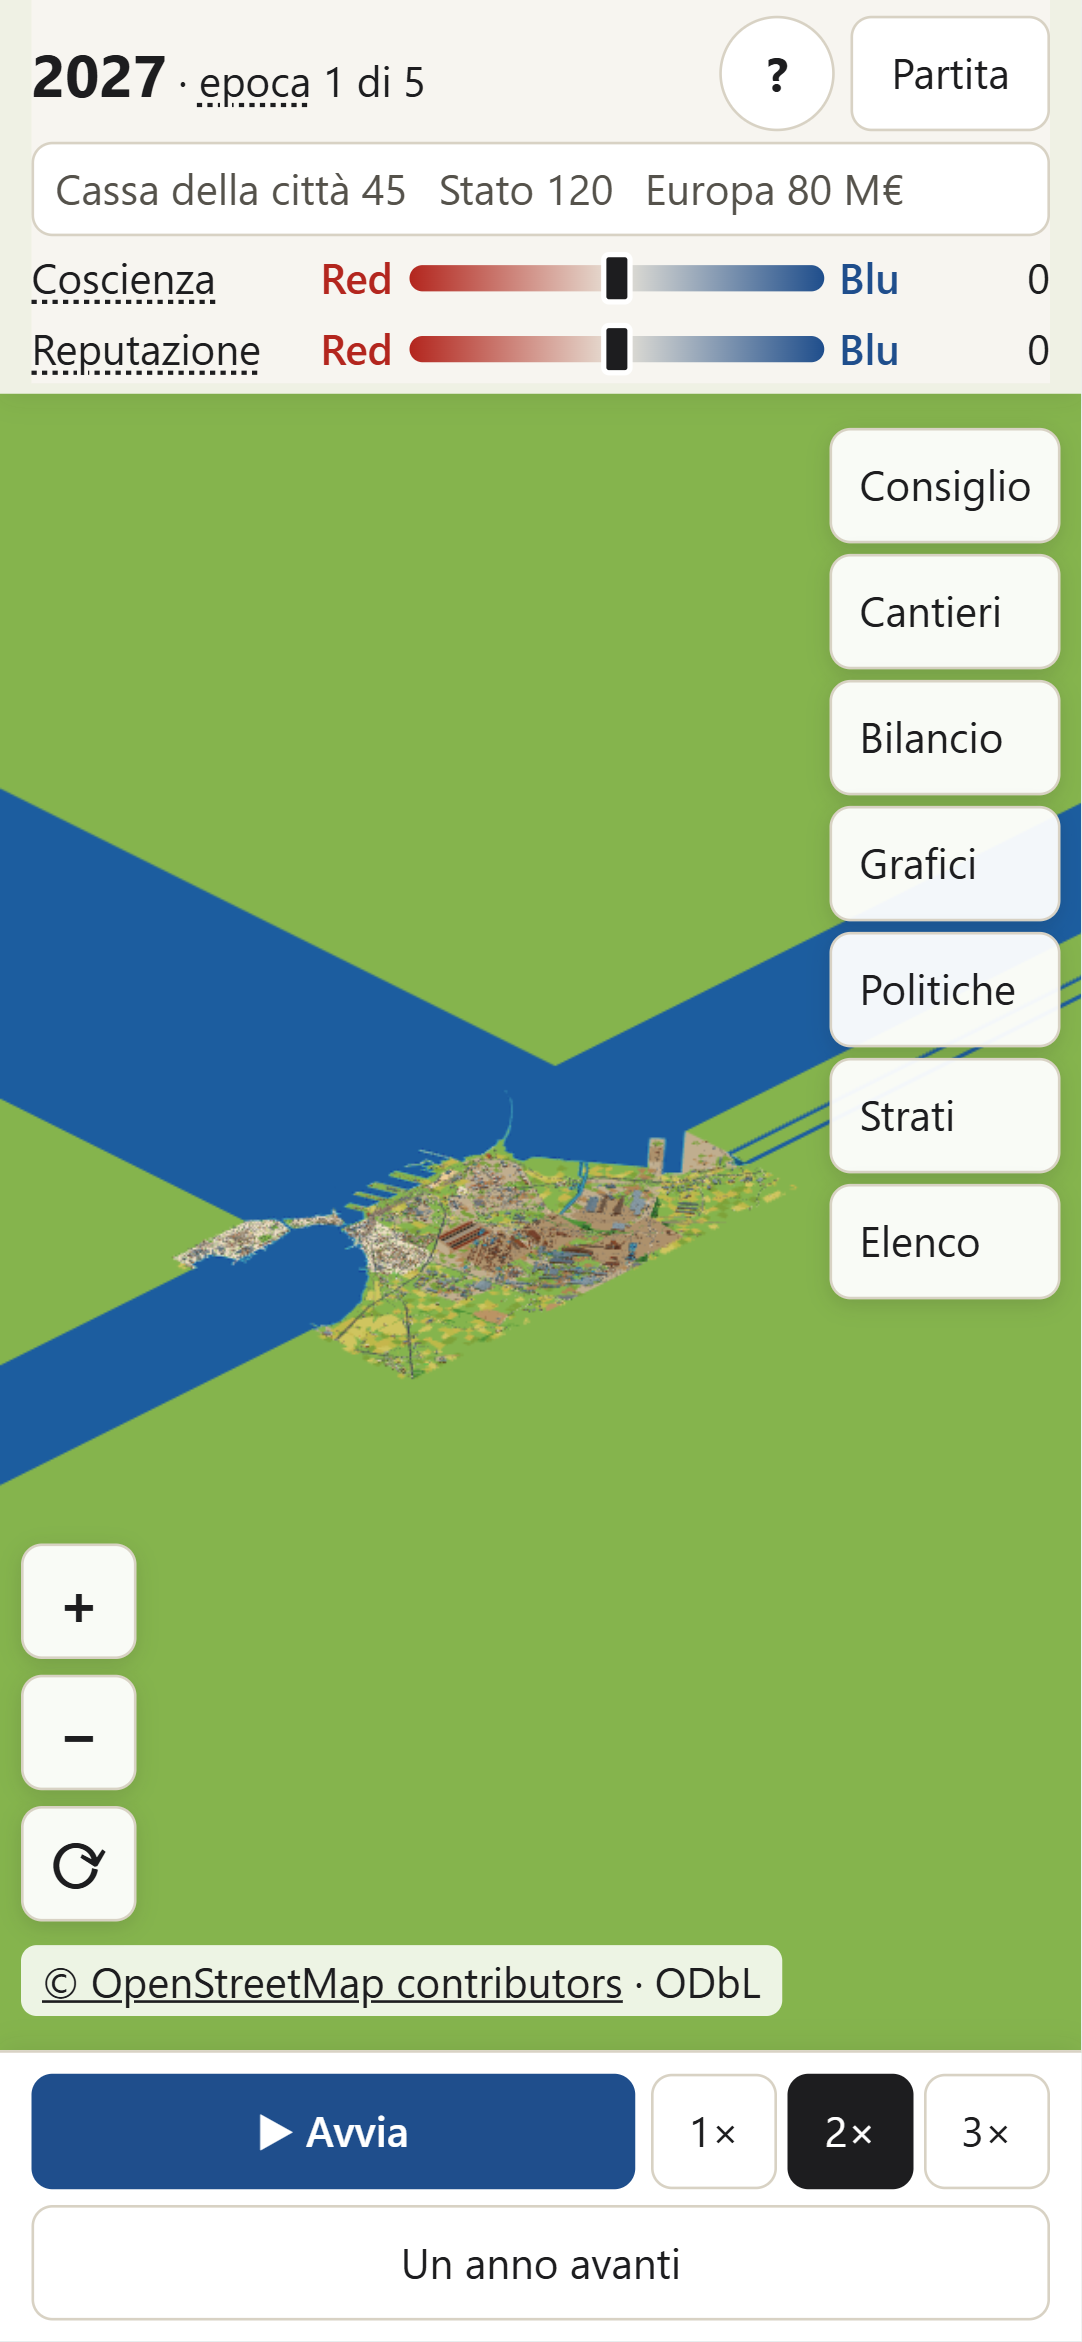 2027 · epoca 1 di 5
?
Partita
Cassa della città 45 Stato 120 Europa 80 M€
Coscienza Red Blu 0
Reputazione Red Blu 0
Consiglio
Cantieri
Bilancio
Grafici
Politiche
Strati
Elenco
+
−
⟳
© OpenStreetMap contributors · ODbL
▶ Avvia
1×
2×
3×
Un anno avanti